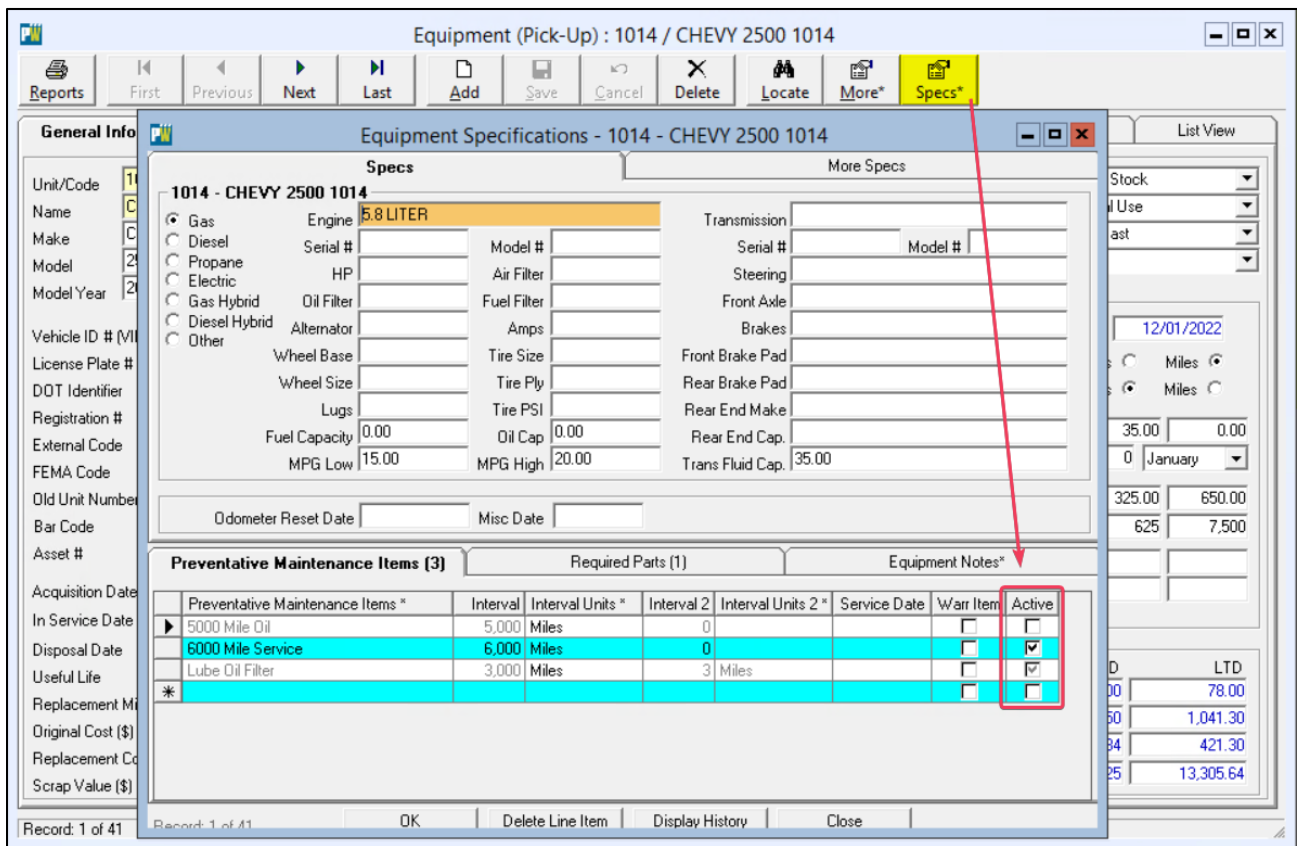 PW Equipment (Pick-Up) : 1014 / CHEVY 2500 1014
Reports First Previous Next Last Add Save Cancel Delete Locate More* Specs*
General Info List View
PW Equipment Specifications - 1014 - CHEVY 2500 1014
Specs More Specs
Unit/Code Stock
Name
Make ast
Model
Model Year
Vehicle ID # (VI 12/01/2022
License Plate # Miles
DOT Identifier Miles
Registration # 35.00 0.00
External Code 0 January
FEMA Code
Old Unit Number 325.00 650.00
Bar Code 625 7,500
Asset #
Acquisition Date
In Service Date
Disposal Date LTD
Useful Life 78.00
Replacement Mi 1,041.30
Original Cost ($) 421.30
Replacement Co 13,305.64
Scrap Value ($)
Record: 1 of 41
1014 - CHEVY 2500 1014
Gas Engine 5.8 LITER Transmission
Diesel Serial # Model # Serial # Model #
Propane HP Air Filter Steering
Electric
Gas Hybrid Oil Filter Fuel Filter Front Axle
Diesel Hybrid Alternator Amps Brakes
Other
Wheel Base Tire Size Front Brake Pad
Wheel Size Tire Ply Rear Brake Pad
Lugs Tire PSI Rear End Make
Fuel Capacity 0.00 Oil Cap 0.00 Rear End Cap.
MPG Low 15.00 MPG High 20.00 Trans Fluid Cap. 35.00
Odometer Reset Date Misc Date
Preventative Maintenance Items (3) Required Parts (1) Equipment Notes*
Preventative Maintenance Items * Interval Interval Units * Interval 2 Interval Units 2 * Service Date Warr Item Active
5000 Mile Oil 5,000 Miles 0
6000 Mile Service 6,000 Miles 0
Lube Oil Filter 3,000 Miles 3 Miles
Record: 1 of 41 OK Delete Line Item Display History Close